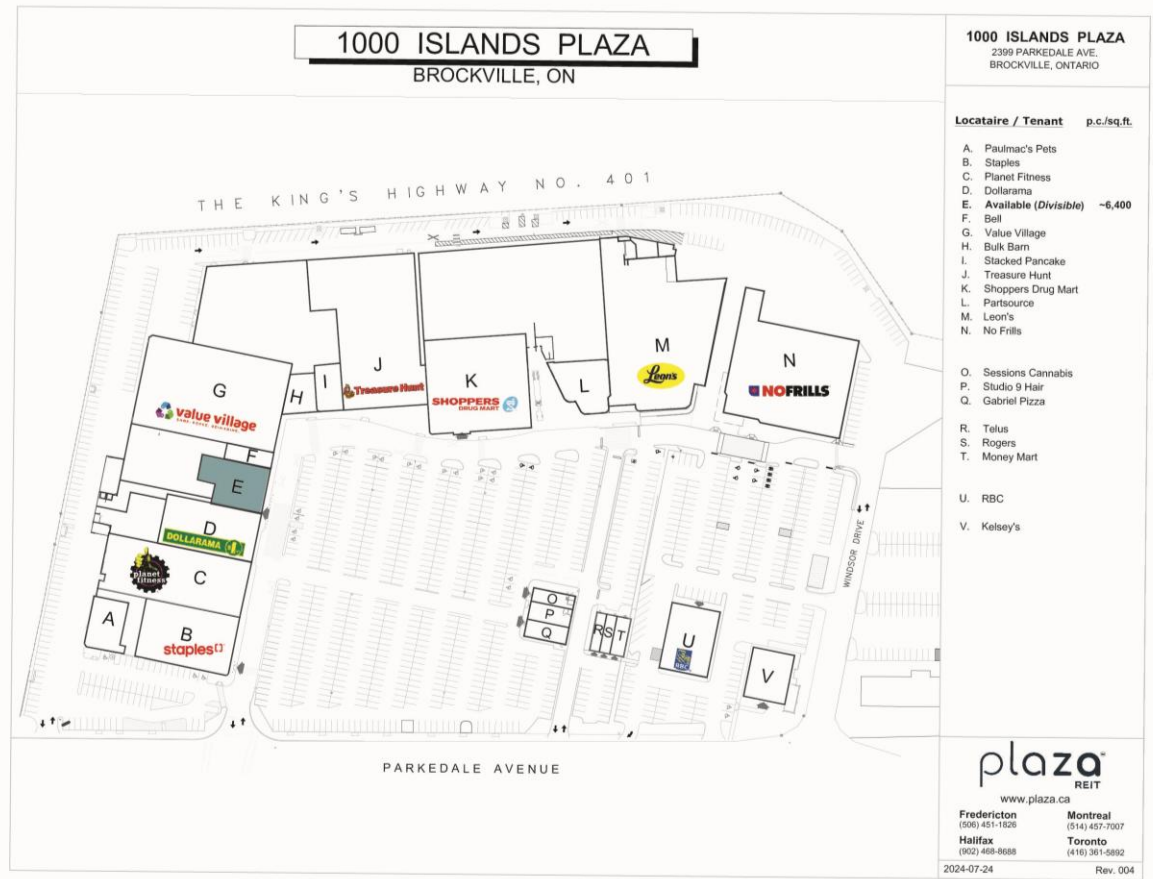 1000 ISLANDS PLAZA
BROCKVILLE, ON
THE KING'S HIGHWAY NO. 401
G
value village
H
I
J
Treasure Hunt
K
SHOPPERS
DRUG MART
L
M
Leon's
N
NOFRILLS
F
E
D
DOLLARAMA
planet
fitness
C
A
B
staples
O
P
Q
R
S
T
U
RBC
V
WINDSOR DRIVE
PARKEDALE AVENUE
1000 ISLANDS PLAZA
2399 PARKEDALE AVE.
BROCKVILLE, ONTARIO
Locataire / Tenant p.c./sq.ft.
A. Paulmac's Pets
B. Staples
C. Planet Fitness
D. Dollarama
E. Available (Divisible) ~6,400
F. Bell
G. Value Village
H. Bulk Barn
I. Stacked Pancake
J. Treasure Hunt
K. Shoppers Drug Mart
L. Partsource
M. Leon's
N. No Frills
O. Sessions Cannabis
P. Studio 9 Hair
Q. Gabriel Pizza
R. Telus
S. Rogers
T. Money Mart
U. RBC
V. Kelsey's
plaza
REIT
www.plaza.ca
Fredericton Montreal
(506) 451-1826 (514) 457-7007
Halifax Toronto
(902) 468-8688 (416) 361-5892
2024-07-24 Rev. 004